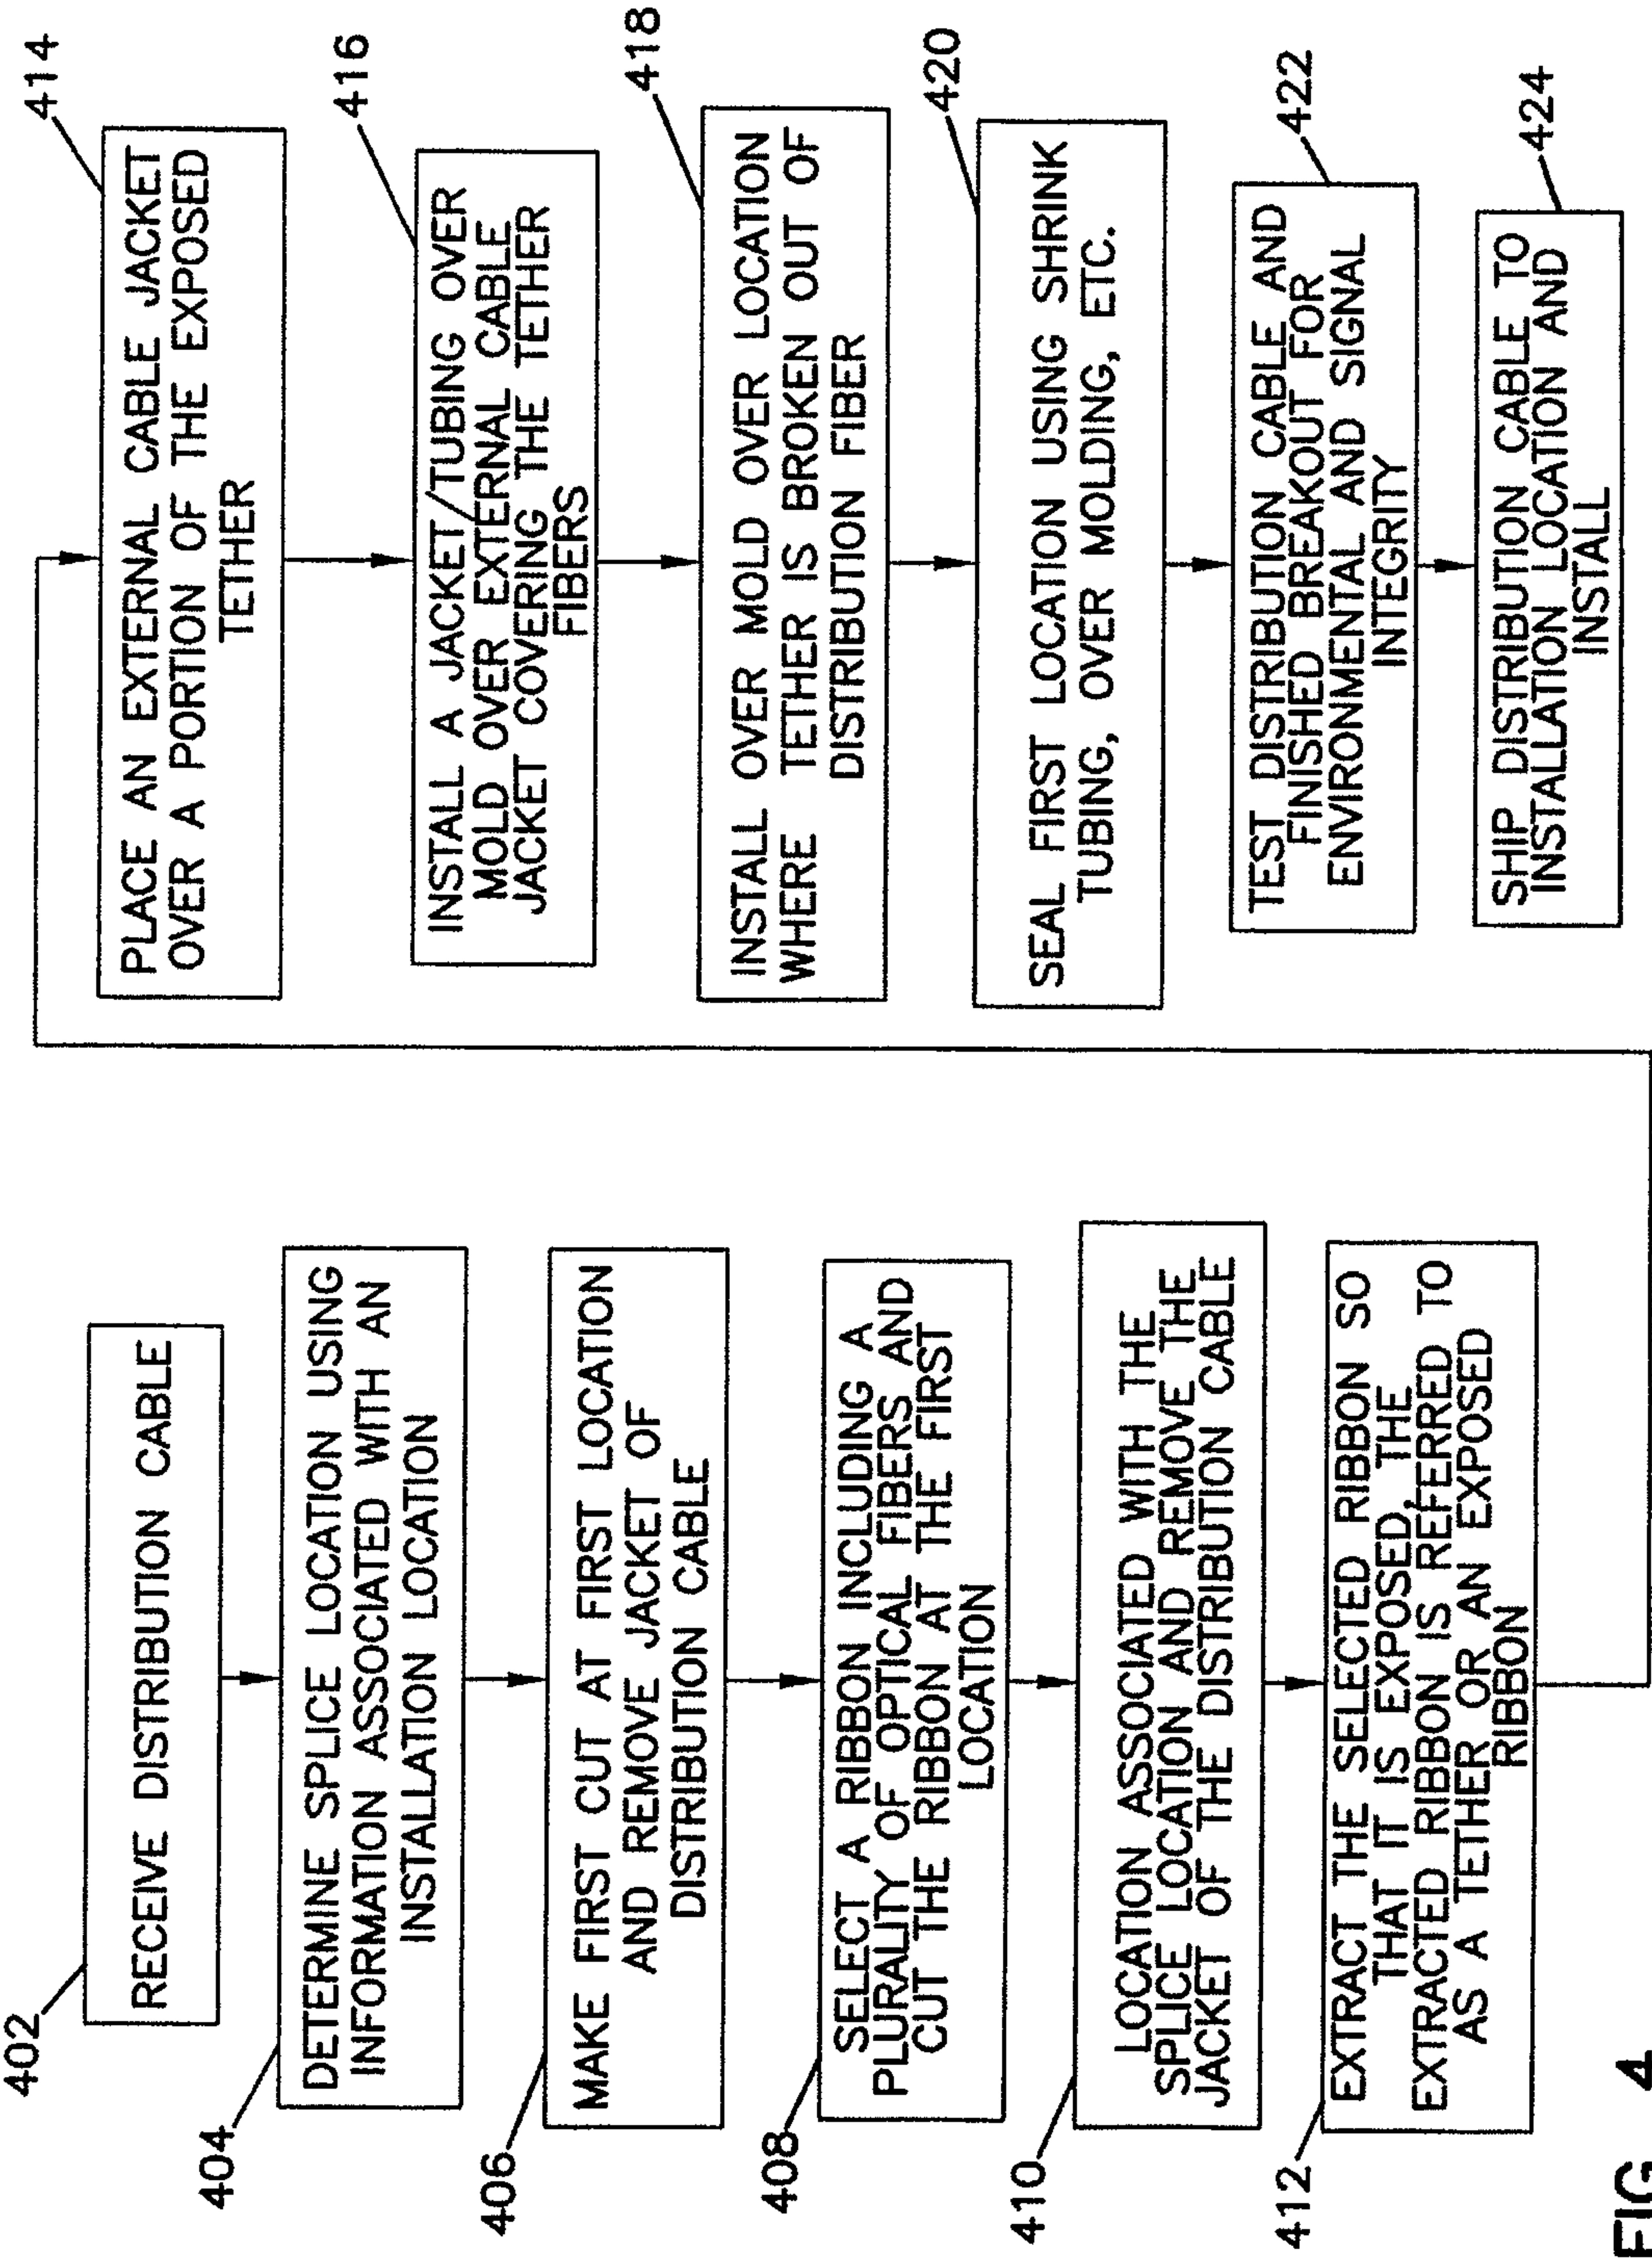 402
RECEIVE DISTRIBUTION CABLE
404
DETERMINE SPLICE LOCATION USING
INFORMATION ASSOCIATED WITH AN
INSTALLATION LOCATION
406
MAKE FIRST CUT AT FIRST LOCATION
AND REMOVE JACKET OF
DISTRIBUTION CABLE
408
SELECT A RIBBON INCLUDING A
PLURALITY OF OPTICAL FIBERS AND
CUT THE RIBBON AT THE FIRST
LOCATION
410
LOCATION ASSOCIATED WITH THE
SPLICE LOCATION AND REMOVE THE
JACKET OF THE DISTRIBUTION CABLE
412
EXTRACT THE SELECTED RIBBON SO
THAT IT IS EXPOSED, THE
EXTRACTED RIBBON IS REFERRED TO
AS A TETHER OR AN EXPOSED
RIBBON
414
PLACE AN EXTERNAL CABLE JACKET
OVER A PORTION OF THE EXPOSED
TETHER
416
INSTALL A JACKET/TUBING OVER
MOLD OVER EXTERNAL CABLE
JACKET COVERING THE TETHER
FIBERS
418
INSTALL OVER MOLD OVER LOCATION
WHERE TETHER IS BROKEN OUT OF
DISTRIBUTION FIBER
420
SEAL FIRST LOCATION USING SHRINK
TUBING, OVER MOLDING, ETC.
422
TEST DISTRIBUTION CABLE AND
FINISHED BREAKOUT FOR
ENVIRONMENTAL AND SIGNAL
INTEGRITY
424
SHIP DISTRIBUTION CABLE TO
INSTALLATION LOCATION AND
INSTALL
FIG 4